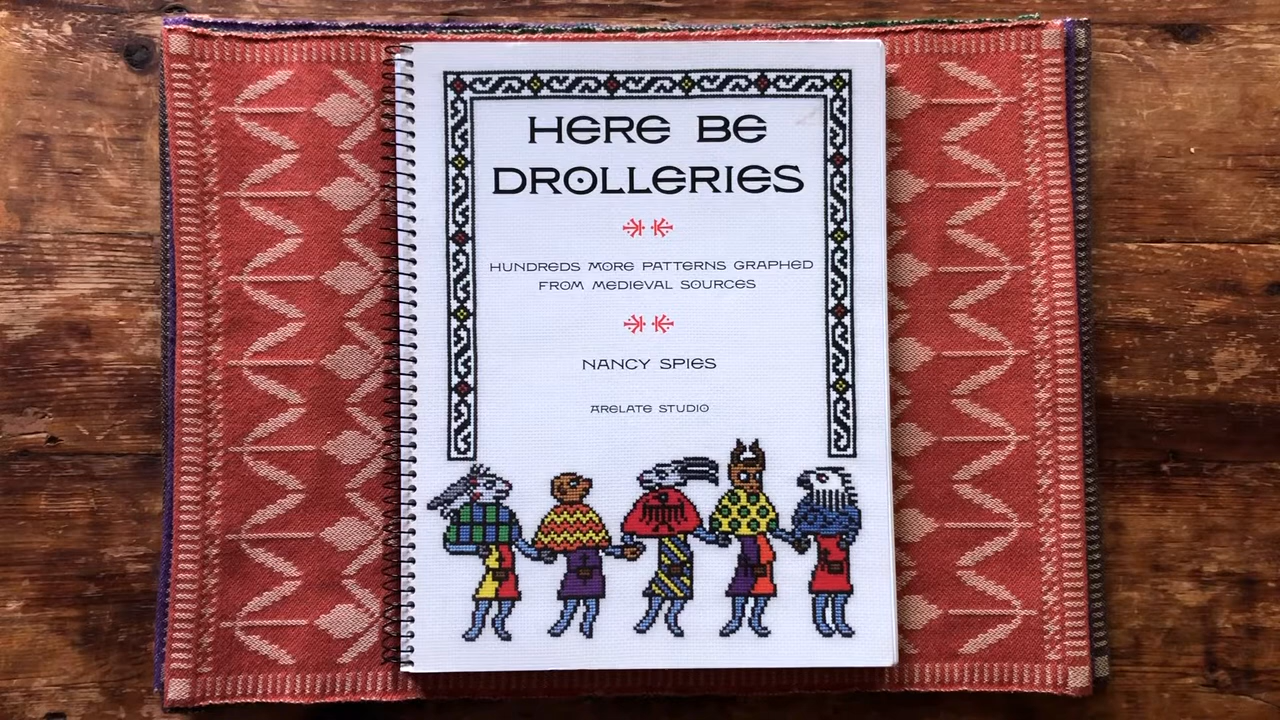 HERE BE
DROLLERIES
HUNDREDS MORE PATTERNS GRAPHED
FROM MEDIEVAL SOURCES
NANCY SPIES
ARELATE STUDIO